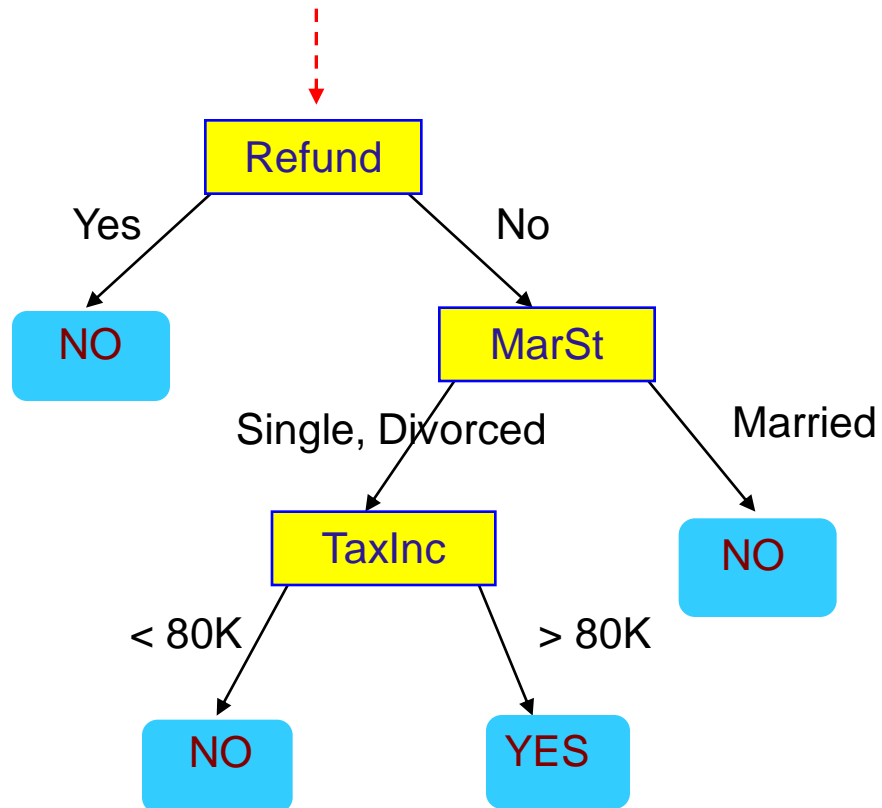 Refund
Yes
No
NO
MarSt
Single, Divorced
Married
TaxInc
NO
< 80K
> 80K
NO
YES